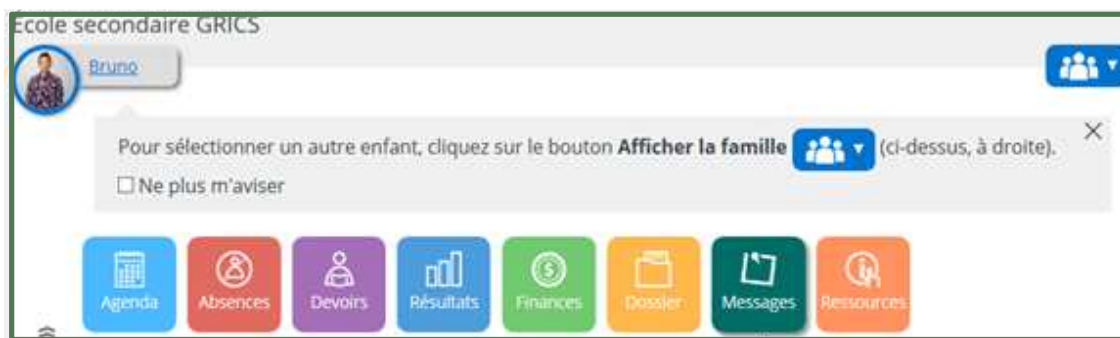 École secondaire GRICS
Bruno
Pour sélectionner un autre enfant, cliquez sur le bouton Afficher la famille (ci-dessus, à droite).
Ne plus m'aviser
Agenda Absences Devoirs Résultats Finances Dossier Messages Ressources